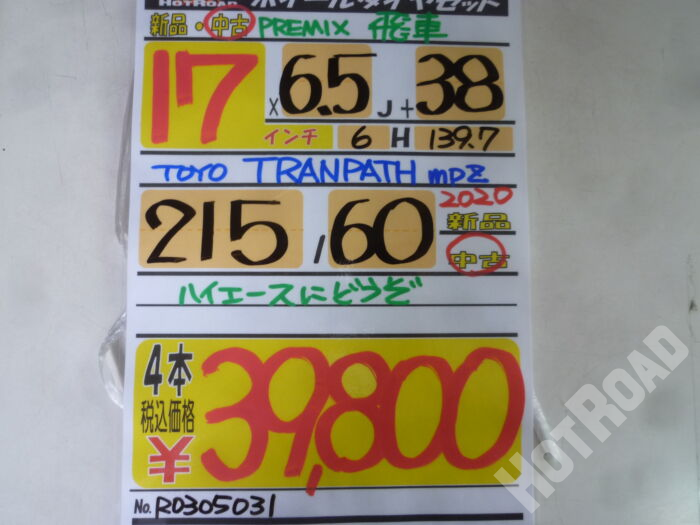 HOTROAD ホイール&タイヤセット
新品・中古 PREMIX 飛車
17 x 6.5 J + 38
インチ 6 H 139.7
TOYO TRANPATH mpZ
2020
215 / 60 新品
中古
ハイエースにどうぞ
4本
税込価格
¥39,800
No. R0305031
HOTROAD